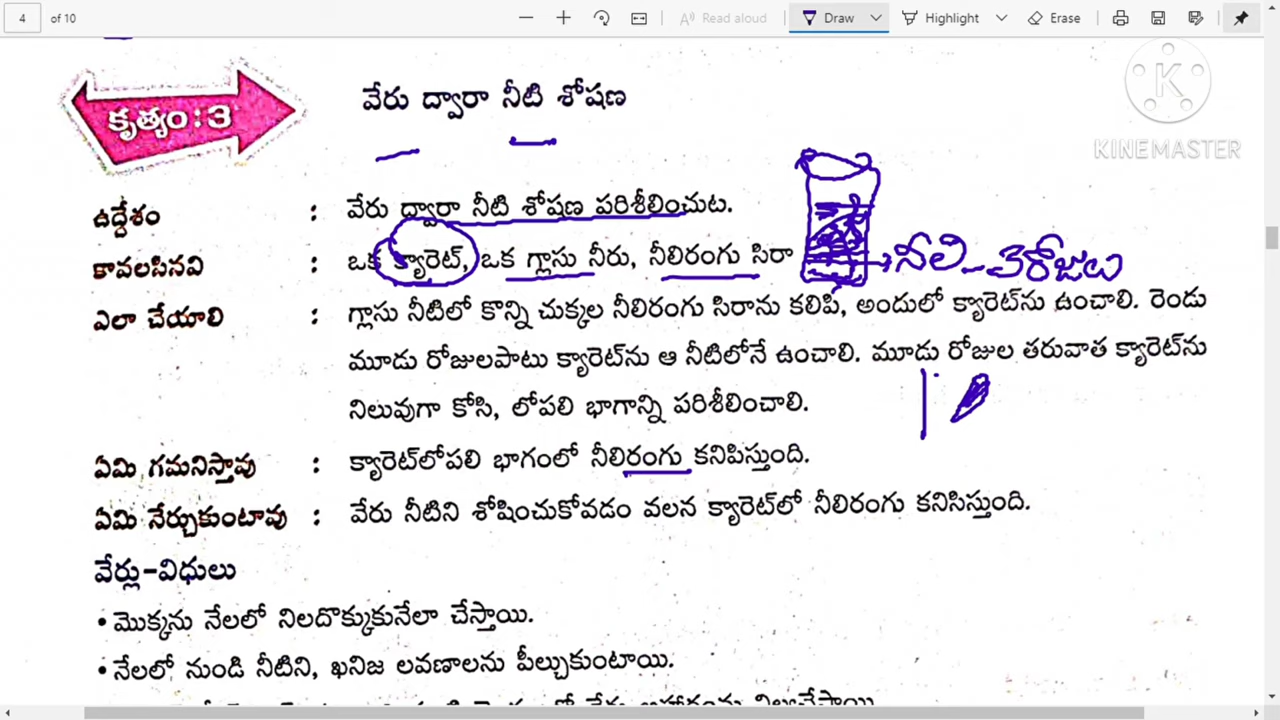 4 of 10 Read aloud Draw Highlight Erase
K
KINEMASTER
కృత్యం : 3 వేరు ద్వారా నీటి శోషణ
ఉద్దేశం : వేరు ద్వారా నీటి శోషణ పరిశీలించుట.
కావలసినవి : ఒక క్యారెట్, ఒక గ్లాసు నీరు, నీలిరంగు సిరా నీలి - 3రోజులు
ఎలా చేయాలి : గ్లాసు నీటిలో కొన్ని చుక్కల నీలిరంగు సిరాను కలిపి, అందులో క్యారెట్‌ను ఉంచాలి. రెండు
మూడు రోజులపాటు క్యారెట్‌ను ఆ నీటిలోనే ఉంచాలి. మూడు రోజుల తరువాత క్యారెట్‌ను
నిలువుగా కోసి, లోపలి భాగాన్ని పరిశీలించాలి.
ఏమి గమనిస్తావు : క్యారెట్‌లోపలి భాగంలో నీలిరంగు కనిపిస్తుంది.
ఏమి నేర్చుకుంటావు : వేరు నీటిని శోషించుకోవడం వలన క్యారెట్‌లో నీలిరంగు కనిసిస్తుంది.
వేర్లు-విధులు
• మొక్కను నేలలో నిలదొక్కుకునేలా చేస్తాయి.
• నేలలో నుండి నీటిని, ఖనిజ లవణాలను పీల్చుకుంటాయి.